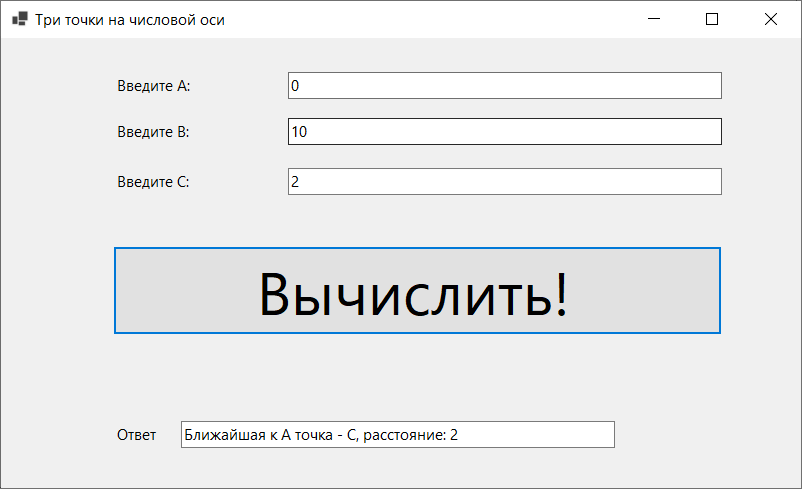 Три точки на числовой оси
Введите A: 0
Введите B: 10
Введите C: 2
Вычислить!
Ответ Ближайшая к A точка - C, расстояние: 2